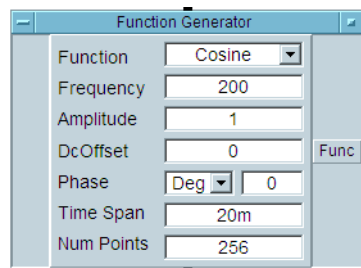 Function Generator
Function Cosine
Frequency 200
Amplitude 1
DcOffset 0
Func
Phase Deg 0
Time Span 20m
Num Points 256